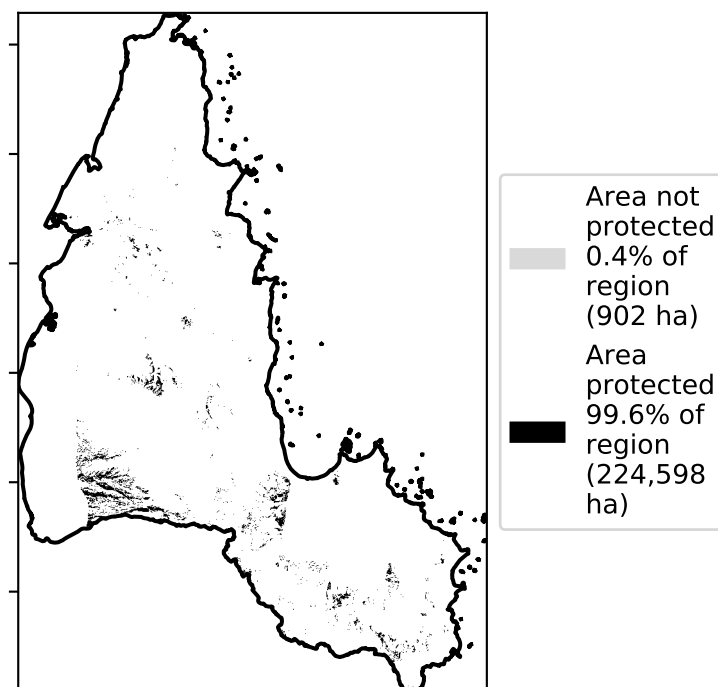 Area not
protected
0.4% of
region
(902 ha)
Area
protected
99.6% of
region
(224,598
ha)